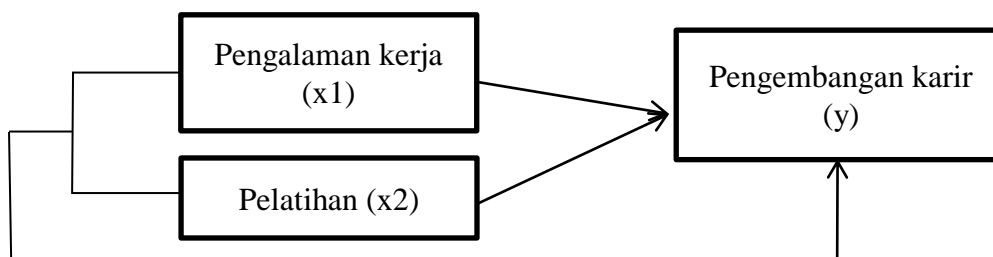 Pengalaman kerja
(x1)
Pengembangan karir
(y)
Pelatihan (x2)